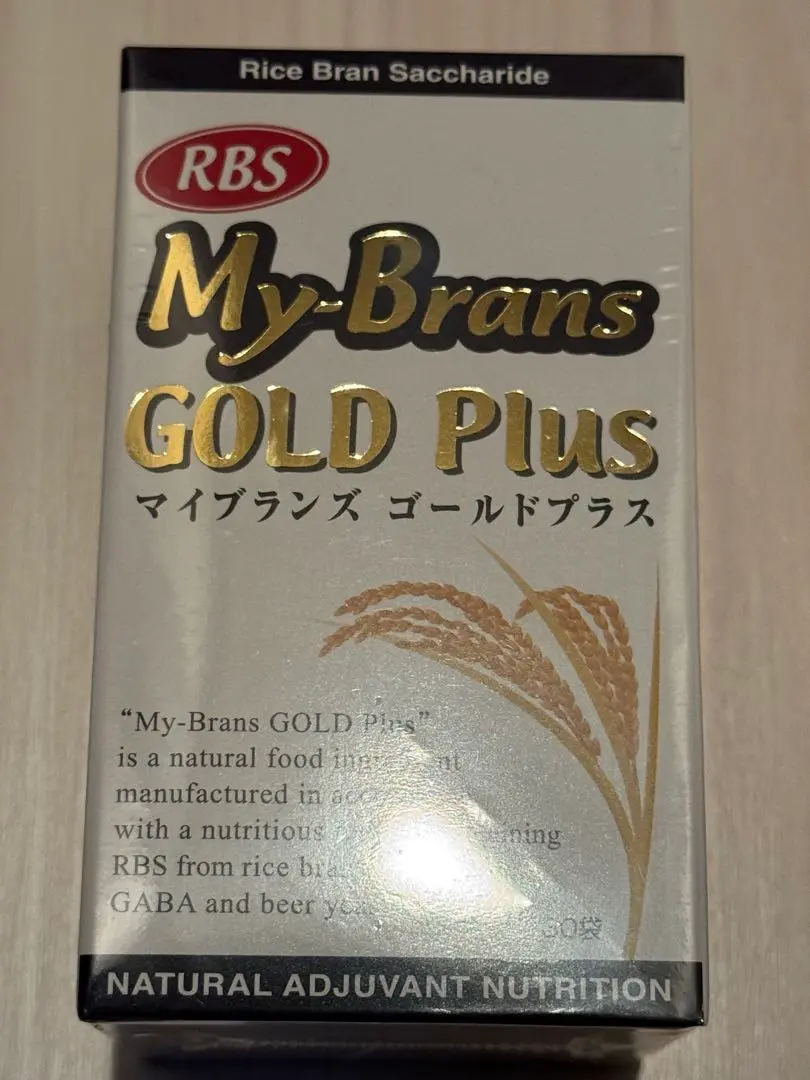 Rice Bran Saccharide
RBS
My-Brans
GOLD Plus
マイブランズ ゴールドプラス
“My-Brans GOLD Plus”
is a natural food
manufactured in
with a nutritious
RBS from rice
GABA and beer
30袋
NATURAL ADJUVANT NUTRITION